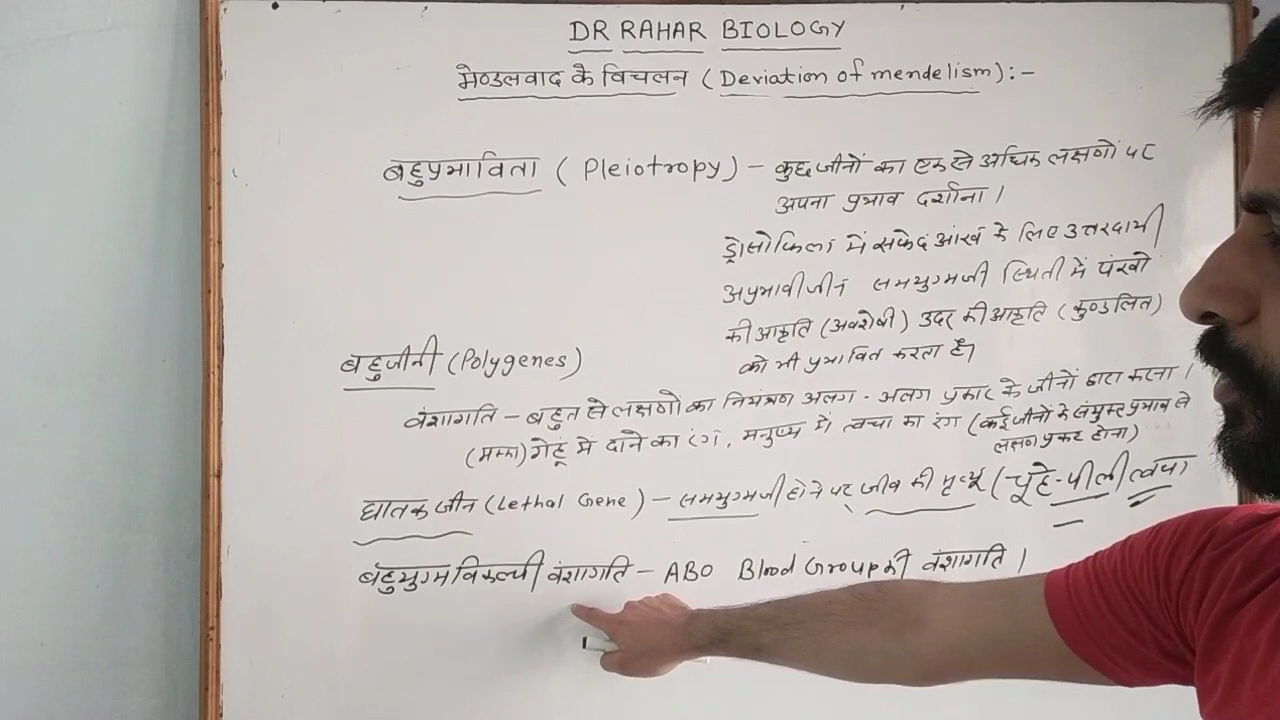 DR RAHAR BIOLOGY
मेण्डलवाद के विचलन (Deviation of mendelism):-
बहुप्रभाविता (Pleiotropy) - कुछ जीनों का एक से अधिक लक्षणों पर
अपना प्रभाव दर्शाना।
ड्रोसोफिला में सफेद आंख के लिए उत्तरदायी
अप्रभावी जीन समयुग्मजी स्थिती में पंखो
की आकृति (अवशेषी) उदर की आकृति (कुण्डलित)
को भी प्रभावित करता है।
बहुजीनी (Polygenes)
वंशागति - बहुत से लक्षणो का नियंत्रण अलग-अलग प्रकार के जीनों द्वारा करना।
(मक्का) गेहूं में दाने का रंग, मनुष्य में त्वचा का रंग (कई जीनों के संयुक्त प्रभाव से
लक्षण प्रकट होना)
घातक जीन (Lethal Gene) - समयुग्मजी होने पर जीव की मृत्यू (चूहे-पीली त्वचा
बहुयुग्म विकल्पी वंशागति - ABO Blood Group की वंशागति।